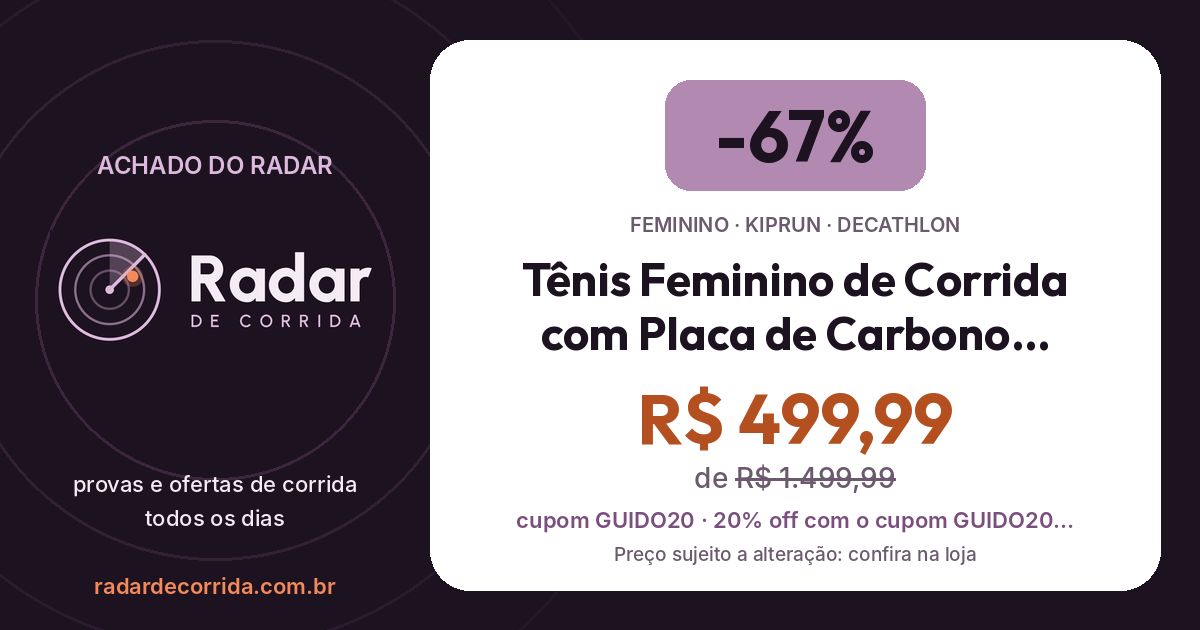 ACHADO DO RADAR
Radar
DE CORRIDA
provas e ofertas de corrida
todos os dias
radardecorrida.com.br
-67%
FEMININO · KIPRUN · DECATHLON
Tênis Feminino de Corrida
com Placa de Carbono...
R$ 499,99
de R$ 1.499,99
cupom GUIDO20 · 20% off com o cupom GUIDO20...
Preço sujeito a alteração: confira na loja